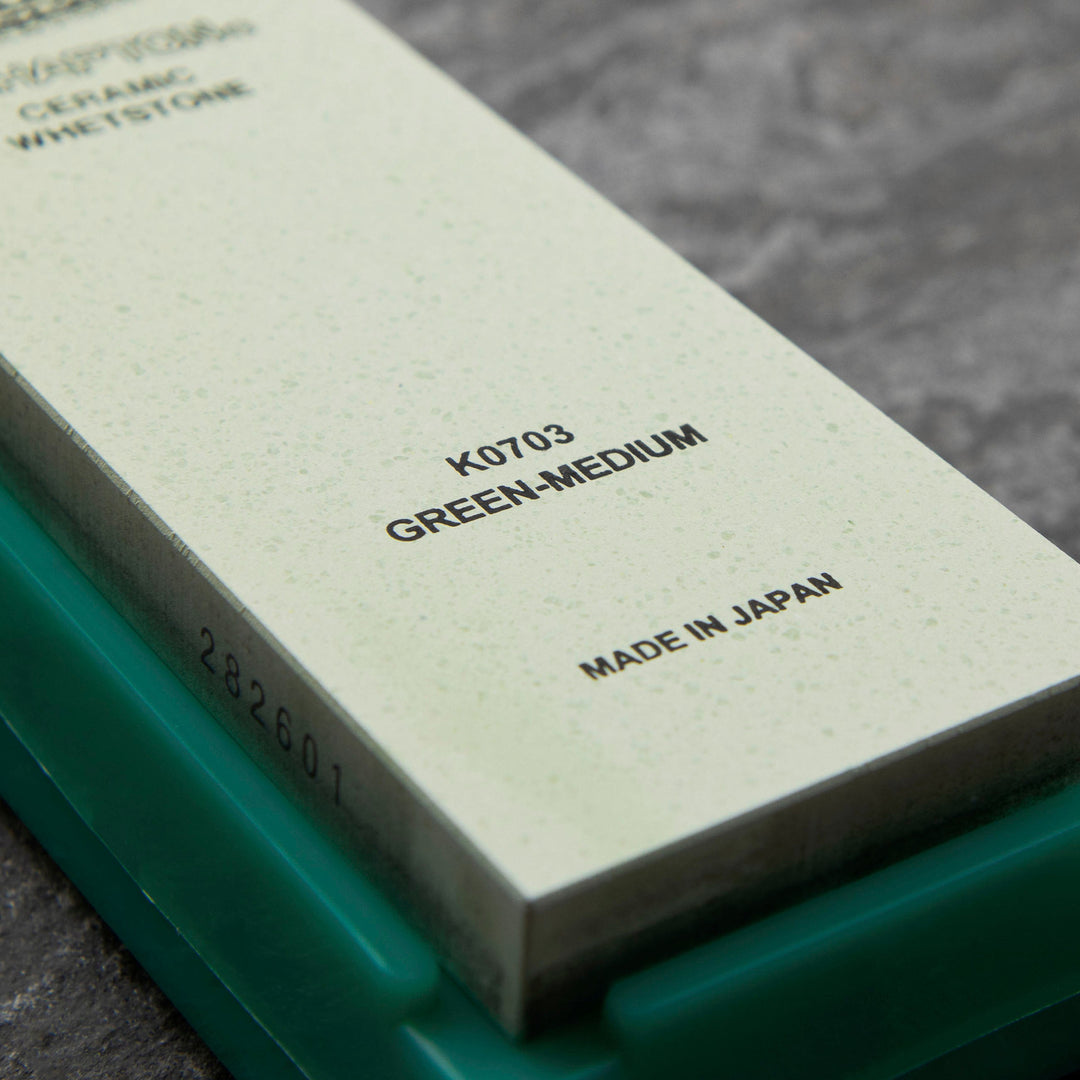 CERAMIC
WHETSTONE
K0703
GREEN-MEDIUM
MADE IN JAPAN
282601